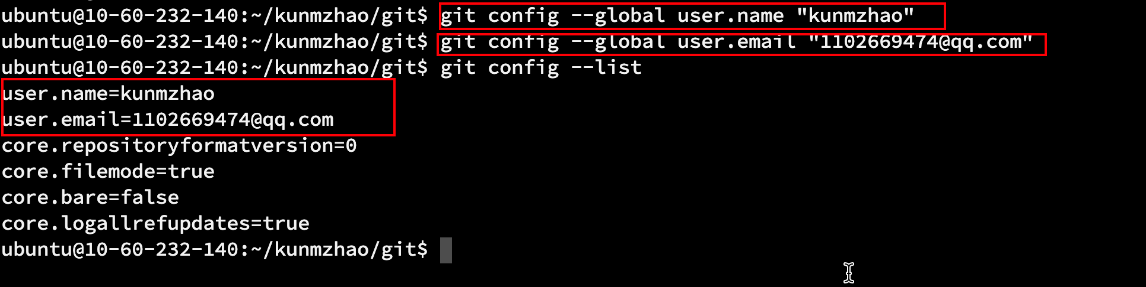 ubuntu@10-60-232-140:~/kunmzhao/git$ git config --global user.name "kunmzhao"
ubuntu@10-60-232-140:~/kunmzhao/git$ git config --global user.email "1102669474@qq.com"
ubuntu@10-60-232-140:~/kunmzhao/git$ git config --list
user.name=kunmzhao
user.email=1102669474@qq.com
core.repositoryformatversion=0
core.filemode=true
core.bare=false
core.logallrefupdates=true
ubuntu@10-60-232-140:~/kunmzhao/git$